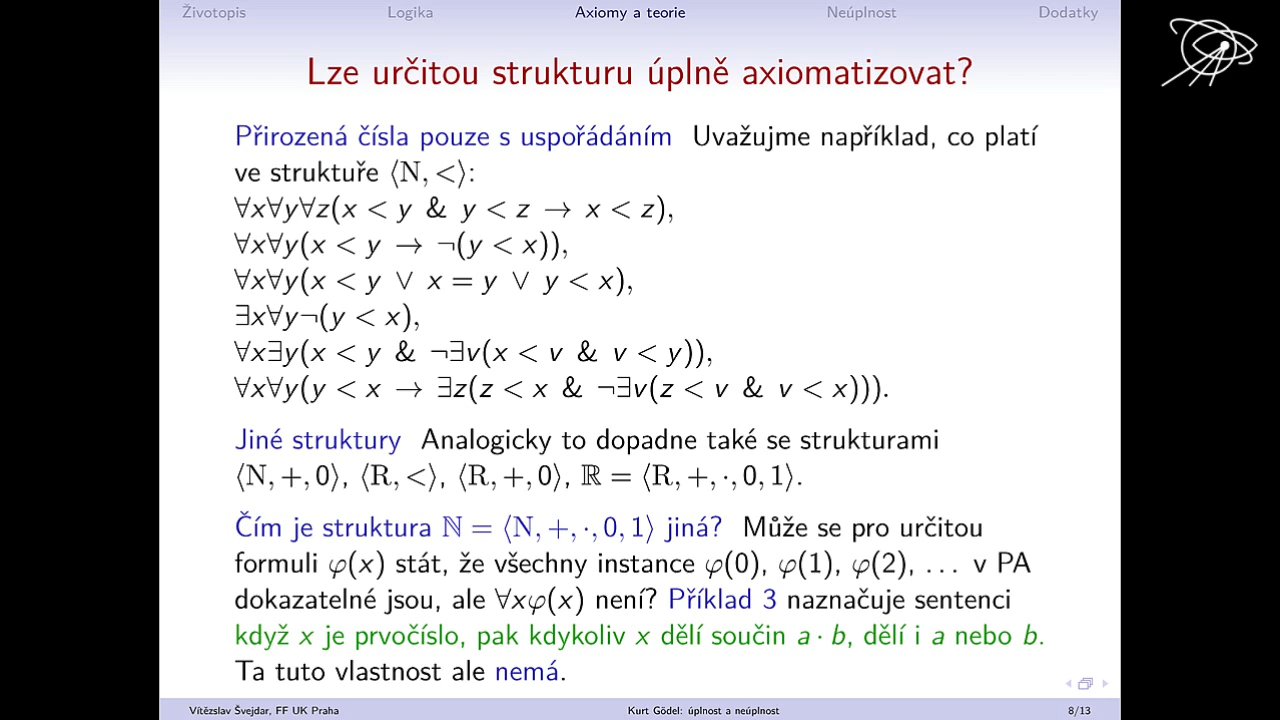 Životopis Logika Axiomy a teorie Neúplnost Dodatky
Lze určitou strukturu úplně axiomatizovat?
Přirozená čísla pouze s uspořádáním Uvažujme například, co platí
ve struktuře ⟨N, <⟩:
∀x∀y∀z(x < y & y < z → x < z),
∀x∀y(x < y → ¬(y < x)),
∀x∀y(x < y ∨ x = y ∨ y < x),
∃x∀y¬(y < x),
∀x∃y(x < y & ¬∃v(x < v & v < y)),
∀x∀y(y < x → ∃z(z < x & ¬∃v(z < v & v < x))).
Jiné struktury Analogicky to dopadne také se strukturami
⟨N, +, 0⟩, ⟨R, <⟩, ⟨R, +, 0⟩, ℝ = ⟨R, +, ·, 0, 1⟩.
Čím je struktura ℕ = ⟨N, +, ·, 0, 1⟩ jiná? Může se pro určitou
formuli φ(x) stát, že všechny instance φ(0), φ(1), φ(2), . . . v PA
dokazatelné jsou, ale ∀xφ(x) není? Příklad 3 naznačuje sentenci
když x je prvočíslo, pak kdykoliv x dělí součin a · b, dělí i a nebo b.
Ta tuto vlastnost ale nemá.
Vítězslav Švejdar, FF UK Praha Kurt Gödel: úplnost a neúplnost 8/13